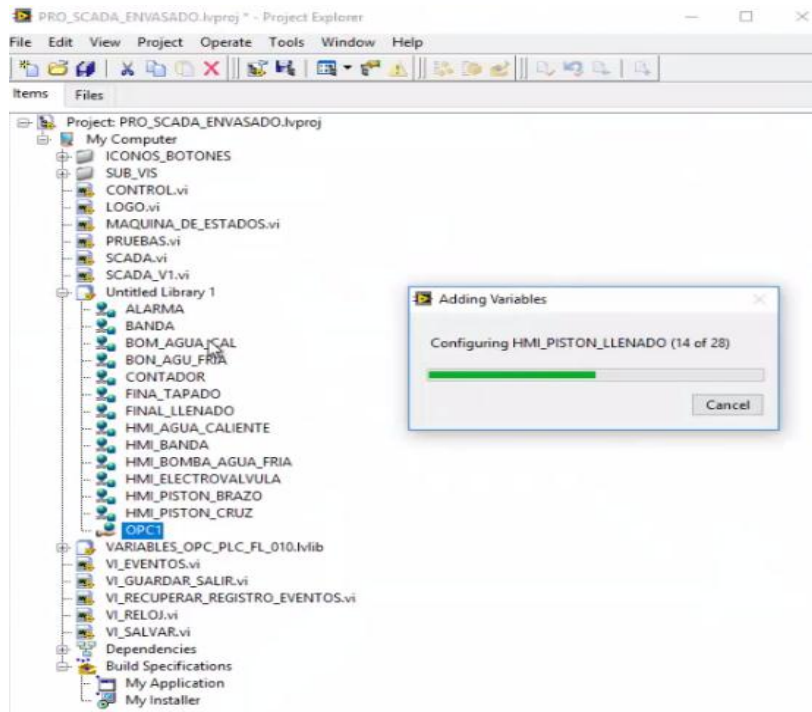 PRO_SCADA_ENVASADO.lvproj * - Project Explorer
File Edit View Project Operate Tools Window Help
Items Files
Project: PRO_SCADA_ENVASADO.lvproj
My Computer
ICONOS_BOTONES
SUB_VIS
CONTROL.vi
LOGO.vi
MAQUINA_DE_ESTADOS.vi
PRUEBAS.vi
SCADA.vi
SCADA_V1.vi
Untitled Library 1
ALARMA
BANDA
BOM_AGUA_CAL
BON_AGU_FRIA
CONTADOR
FINA_TAPADO
FINAL_LLENADO
HMI_AGUA_CALIENTE
HMI_BANDA
HMI_BOMBA_AGUA_FRIA
HMI_ELECTROVALVULA
HMI_PISTON_BRAZO
HMI_PISTON_CRUZ
OPC1
VARIABLES_OPC_PLC_FL_010.lvlib
VI_EVENTOS.vi
VI_GUARDAR_SALIR.vi
VI_RECUPERAR_REGISTRO_EVENTOS.vi
VI_RELOJ.vi
VI_SALVAR.vi
Dependencies
Build Specifications
My Application
My Installer
Adding Variables
Configuring HMI_PISTON_LLENADO (14 of 28)
Cancel